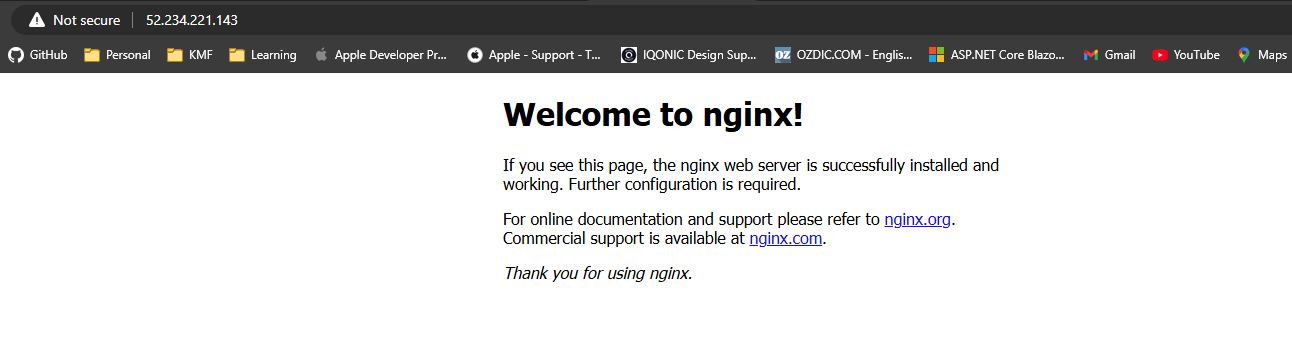 Not secure 52.234.221.143
GitHub Personal KMF Learning Apple Developer Pr... Apple - Support - T... IQONIC Design Sup... OZ OZDIC.COM - Englis... ASP.NET Core Blazo... Gmail YouTube Maps
Welcome to nginx!
If you see this page, the nginx web server is successfully installed and
working. Further configuration is required.
For online documentation and support please refer to nginx.org.
Commercial support is available at nginx.com.
Thank you for using nginx.